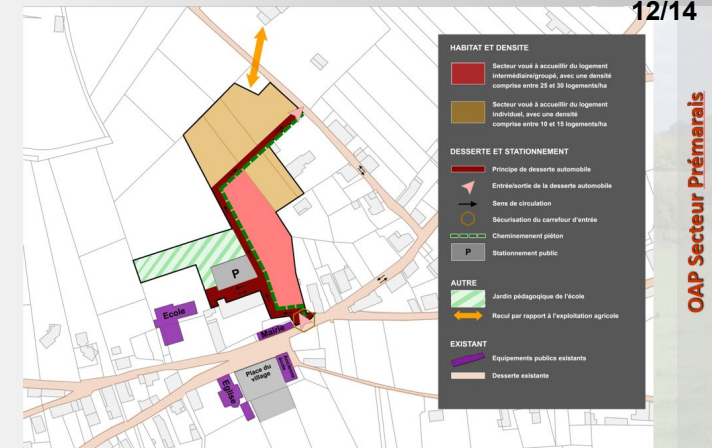 12/14
OAP Secteur Prémarais
HABITAT ET DENSITE
Secteur voué à accueillir du logement
intermédiaire/groupé, avec une densité
comprise entre 25 et 30 logements/ha
Secteur voué à accueillir du logement
individuel, avec une densité
comprise entre 10 et 15 logements/ha
DESSERTE ET STATIONNEMENT
Principe de desserte automobile
Entrée/sortie de la desserte automobile
Sens de circulation
Sécurisation du carrefour d'entrée
Cheminemement piéton
P
Stationnement public
AUTRE
Jardin pédagogique de l'école
Recul par rapport à l'exploitation agricole
EXISTANT
Equipements publics existants
Desserte existante
P
Ecole
Mairie
Place du
village
Eglise